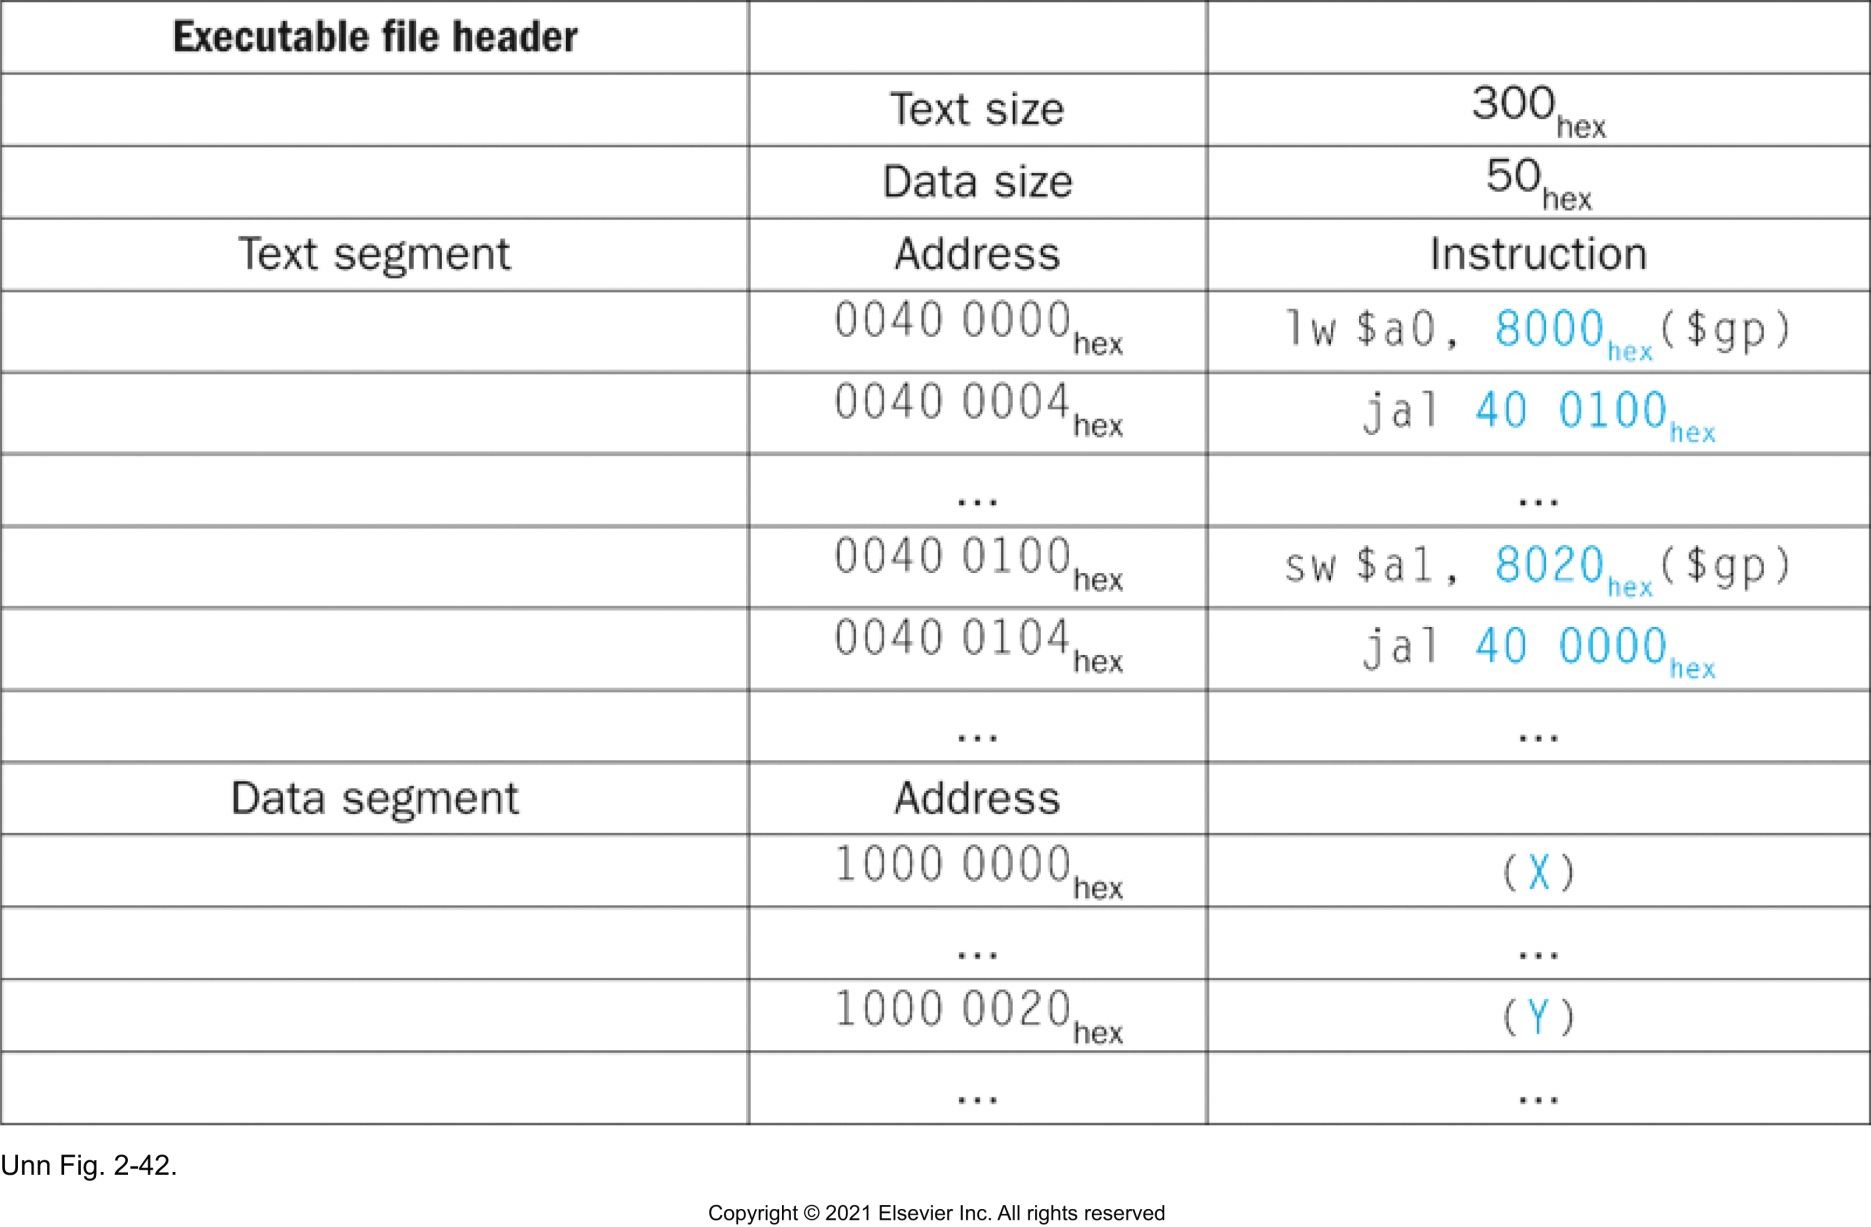 Executable file header
Text size 300hex
Data size 50hex
Text segment Address Instruction
0040 0000hex lw $a0, 8000hex($gp)
0040 0004hex jal 40 0100hex
... ...
0040 0100hex sw $a1, 8020hex($gp)
0040 0104hex jal 40 0000hex
... ...
Data segment Address
1000 0000hex (X)
... ...
1000 0020hex (Y)
... ...
Unn Fig. 2-42.
Copyright © 2021 Elsevier Inc. All rights reserved